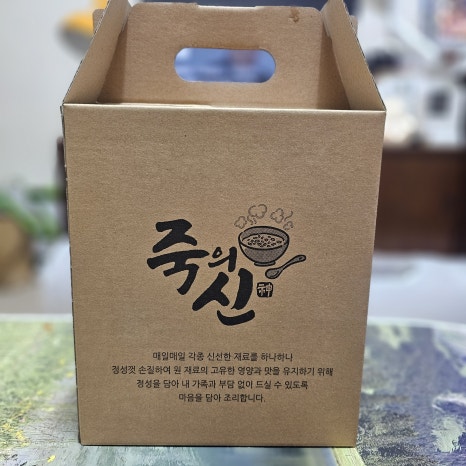 죽의
신 神
매일매일 각종 신선한 재료를 하나하나
정성껏 손질하여 원 재료의 고유한 영양과 맛을 유지하기 위해
정성을 담아 내 가족과 부담 없이 드실 수 있도록
마음을 담아 조리합니다.